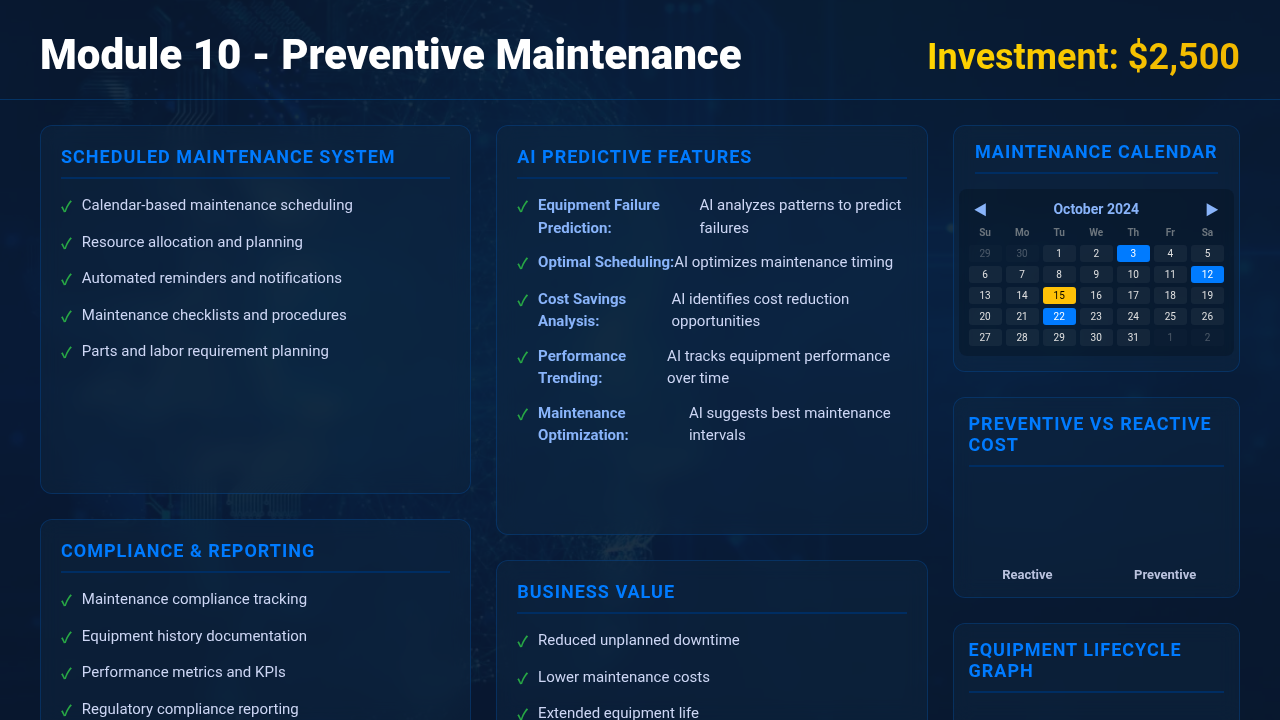 Module 10 - Preventive Maintenance
Investment: $2,500
SCHEDULED MAINTENANCE SYSTEM
✓ Calendar-based maintenance scheduling
✓ Resource allocation and planning
✓ Automated reminders and notifications
✓ Maintenance checklists and procedures
✓ Parts and labor requirement planning
COMPLIANCE & REPORTING
✓ Maintenance compliance tracking
✓ Equipment history documentation
✓ Performance metrics and KPIs
✓ Regulatory compliance reporting
AI PREDICTIVE FEATURES
✓ Equipment Failure AI analyzes patterns to predict
Prediction: failures
✓ Optimal Scheduling:AI optimizes maintenance timing
✓ Cost Savings AI identifies cost reduction
Analysis: opportunities
✓ Performance AI tracks equipment performance
Trending: over time
✓ Maintenance AI suggests best maintenance
Optimization: intervals
BUSINESS VALUE
✓ Reduced unplanned downtime
✓ Lower maintenance costs
✓ Extended equipment life
MAINTENANCE CALENDAR
◀ October 2024 ▶
Su Mo Tu We Th Fr Sa
29 30 1 2 3 4 5
6 7 8 9 10 11 12
13 14 15 16 17 18 19
20 21 22 23 24 25 26
27 28 29 30 31 1 2
PREVENTIVE VS REACTIVE
COST
Reactive Preventive
EQUIPMENT LIFECYCLE
GRAPH